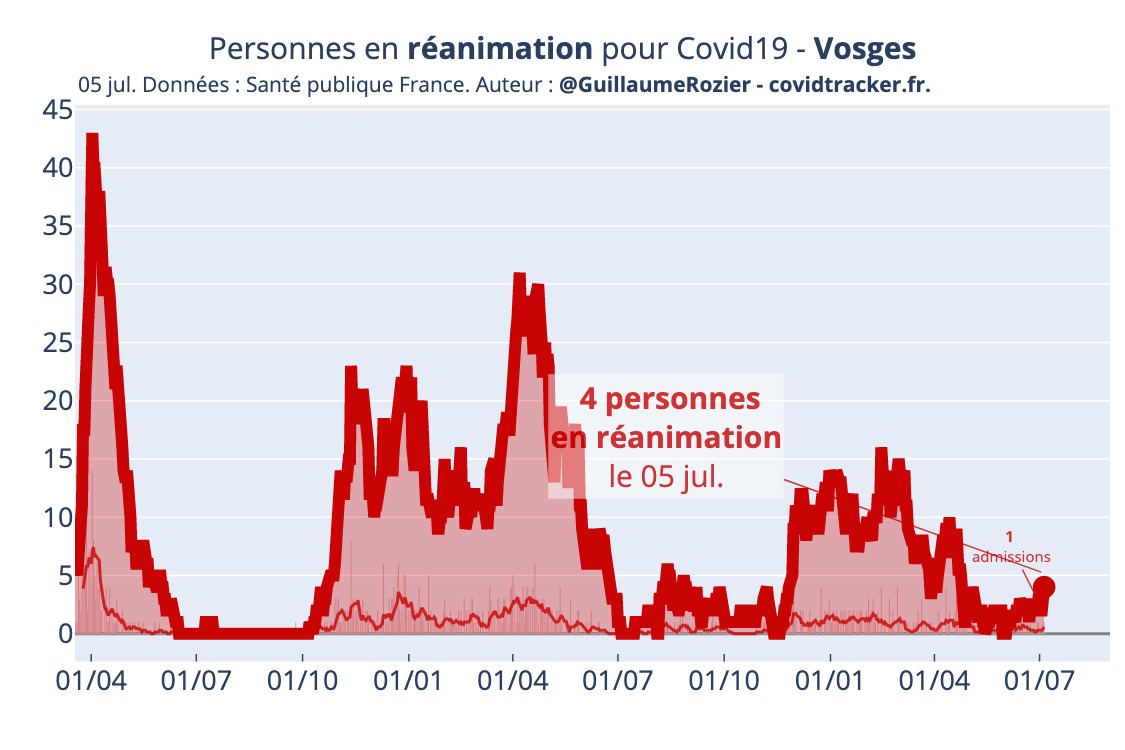 Personnes en réanimation pour Covid19 - Vosges
05 jul. Données : Santé publique France. Auteur : @GuillaumeRozier - covidtracker.fr.
45
40
35
30
25
20
15
10
5
0
4 personnes
en réanimation
le 05 jul.
1
admissions
01/04 01/07 01/10 01/01 01/04 01/07 01/10 01/01 01/04 01/07